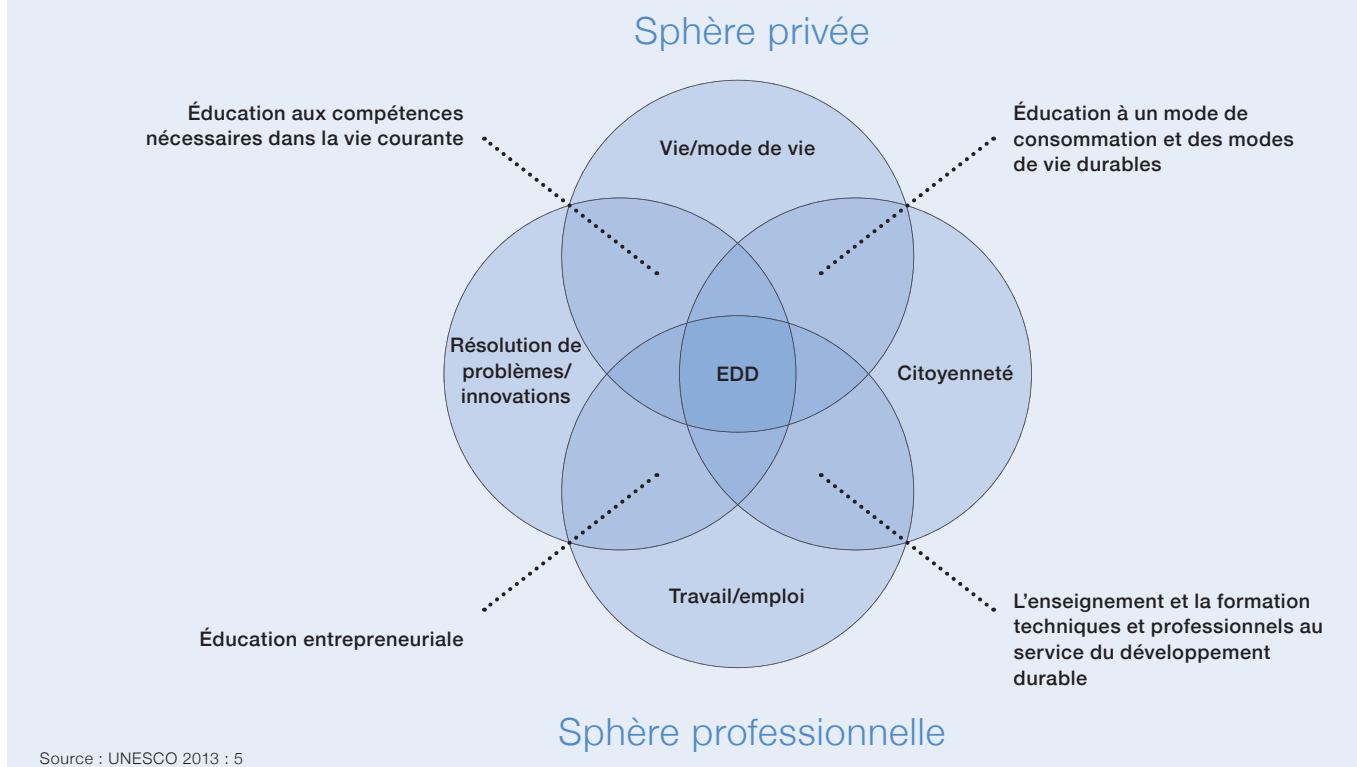 Sphère privée
Éducation aux compétences
nécessaires dans la vie courante
Éducation à un mode de
consommation et des modes
de vie durables
Vie/mode de vie
Résolution de
problèmes/
innovations
EDD
Citoyenneté
Travail/emploi
Éducation entrepreneuriale
L’enseignement et la formation
techniques et professionnels au
service du développement
durable
Sphère professionnelle
Source : UNESCO 2013 : 5